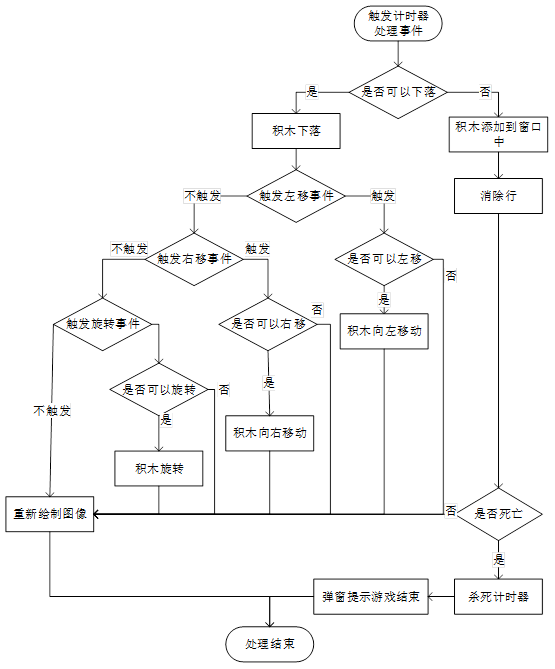 触发计时器
处理事件
是否可以下落
是
否
积木下落
积木添加到窗口
中
不触发
触发左移事件
触发
消除行
不触发
触发右移事件
触发
是否可以左移
否
是
触发旋转事件
是否可以右移
否
积木向左移动
不触发
是否可以旋转
否
是
是
积木向右移动
积木旋转
重新绘制图像
否
是否死亡
是
弹窗提示游戏结束
杀死计时器
处理结束